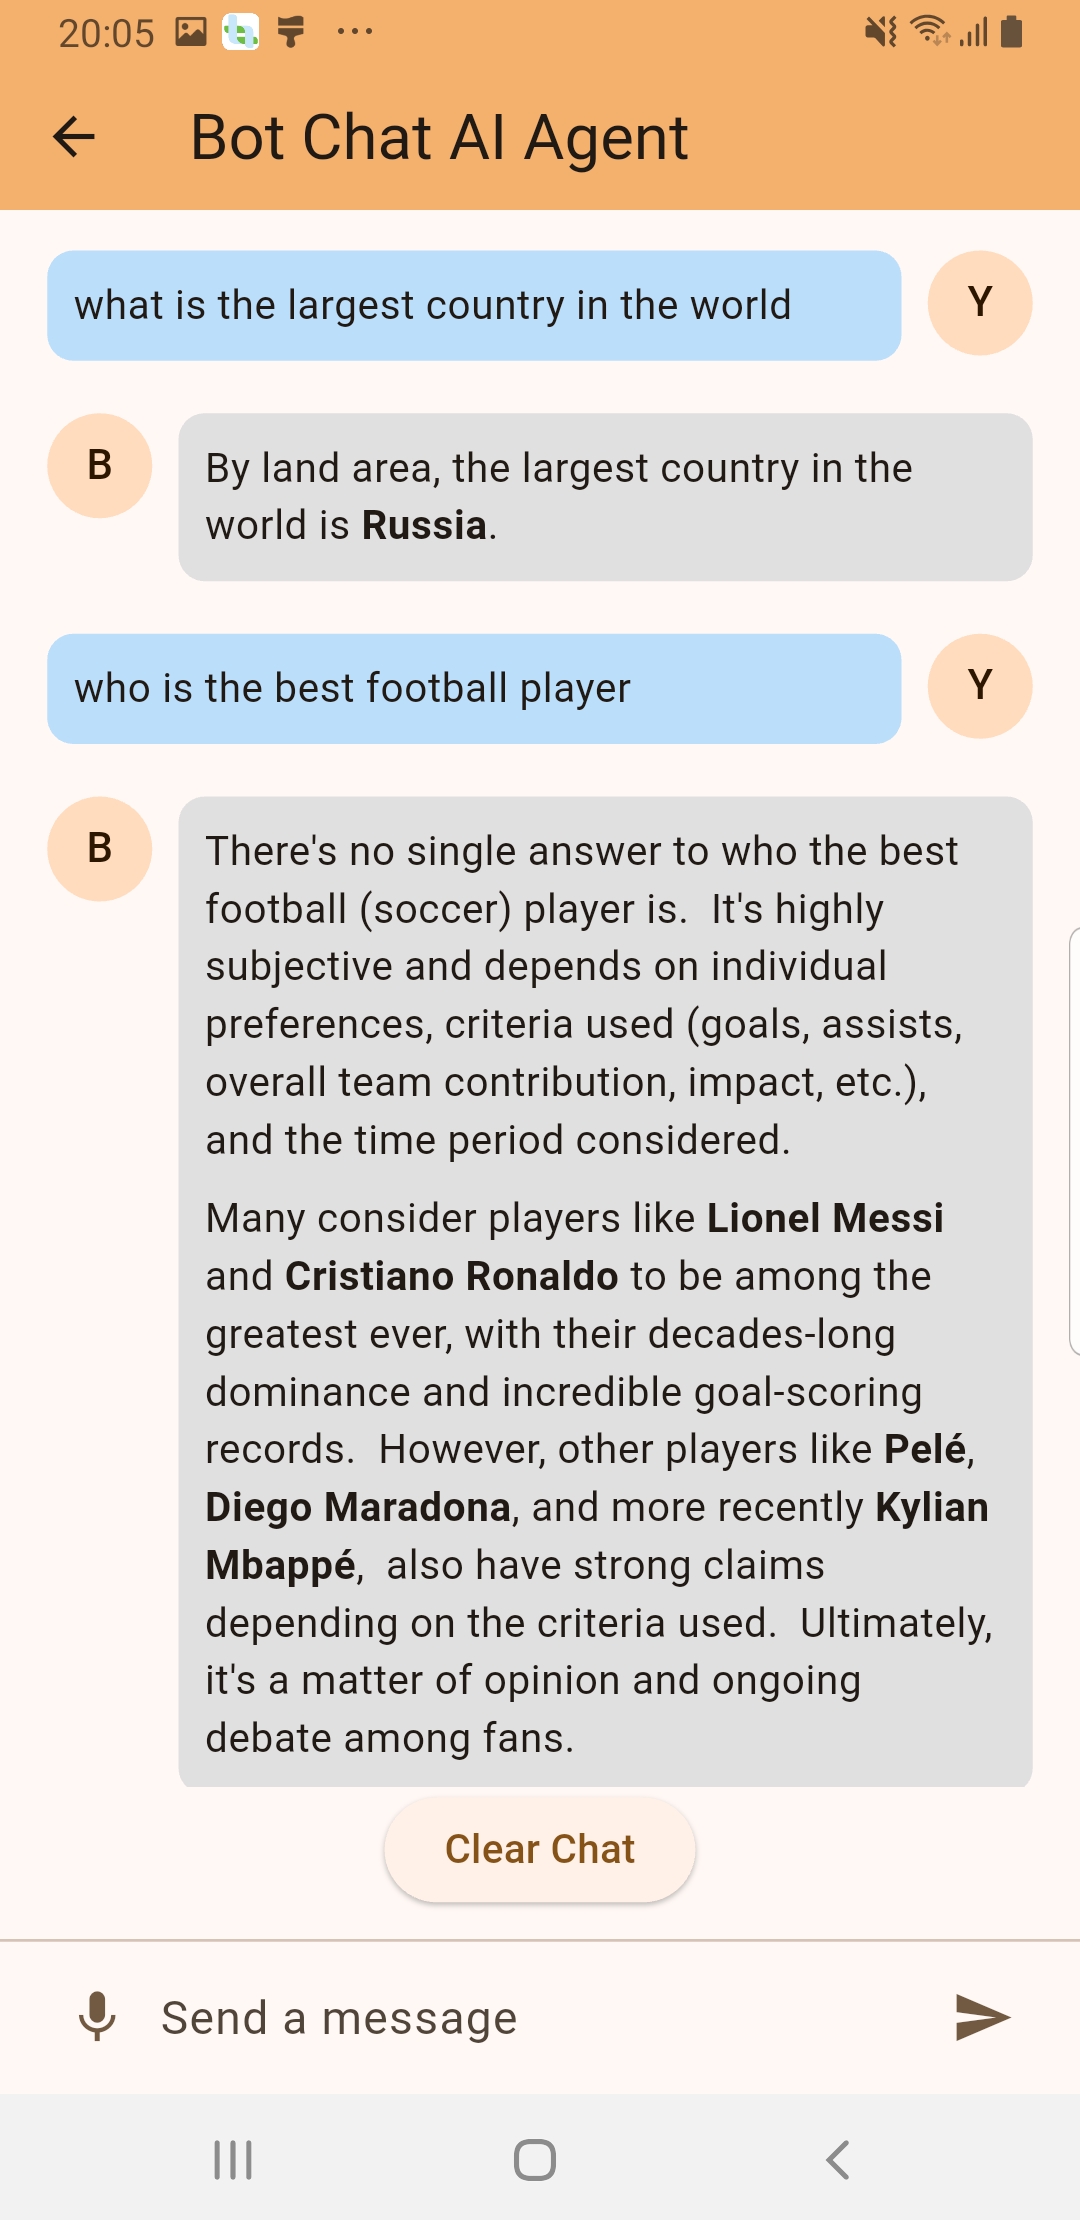 20:05
Bot Chat AI Agent
what is the largest country in the world
Y
B
By land area, the largest country in the
world is Russia.
who is the best football player
Y
B
There's no single answer to who the best
football (soccer) player is.  It's highly
subjective and depends on individual
preferences, criteria used (goals, assists,
overall team contribution, impact, etc.),
and the time period considered.
Many consider players like Lionel Messi
and Cristiano Ronaldo to be among the
greatest ever, with their decades-long
dominance and incredible goal-scoring
records.  However, other players like Pelé,
Diego Maradona, and more recently Kylian
Mbappé,  also have strong claims
depending on the criteria used.  Ultimately,
it's a matter of opinion and ongoing
debate among fans.
Clear Chat
Send a message